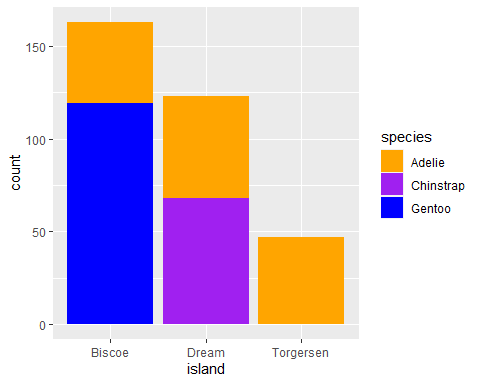 count
150
100
50
0
Biscoe
Dream
Torgersen
island
species
Adelie
Chinstrap
Gentoo